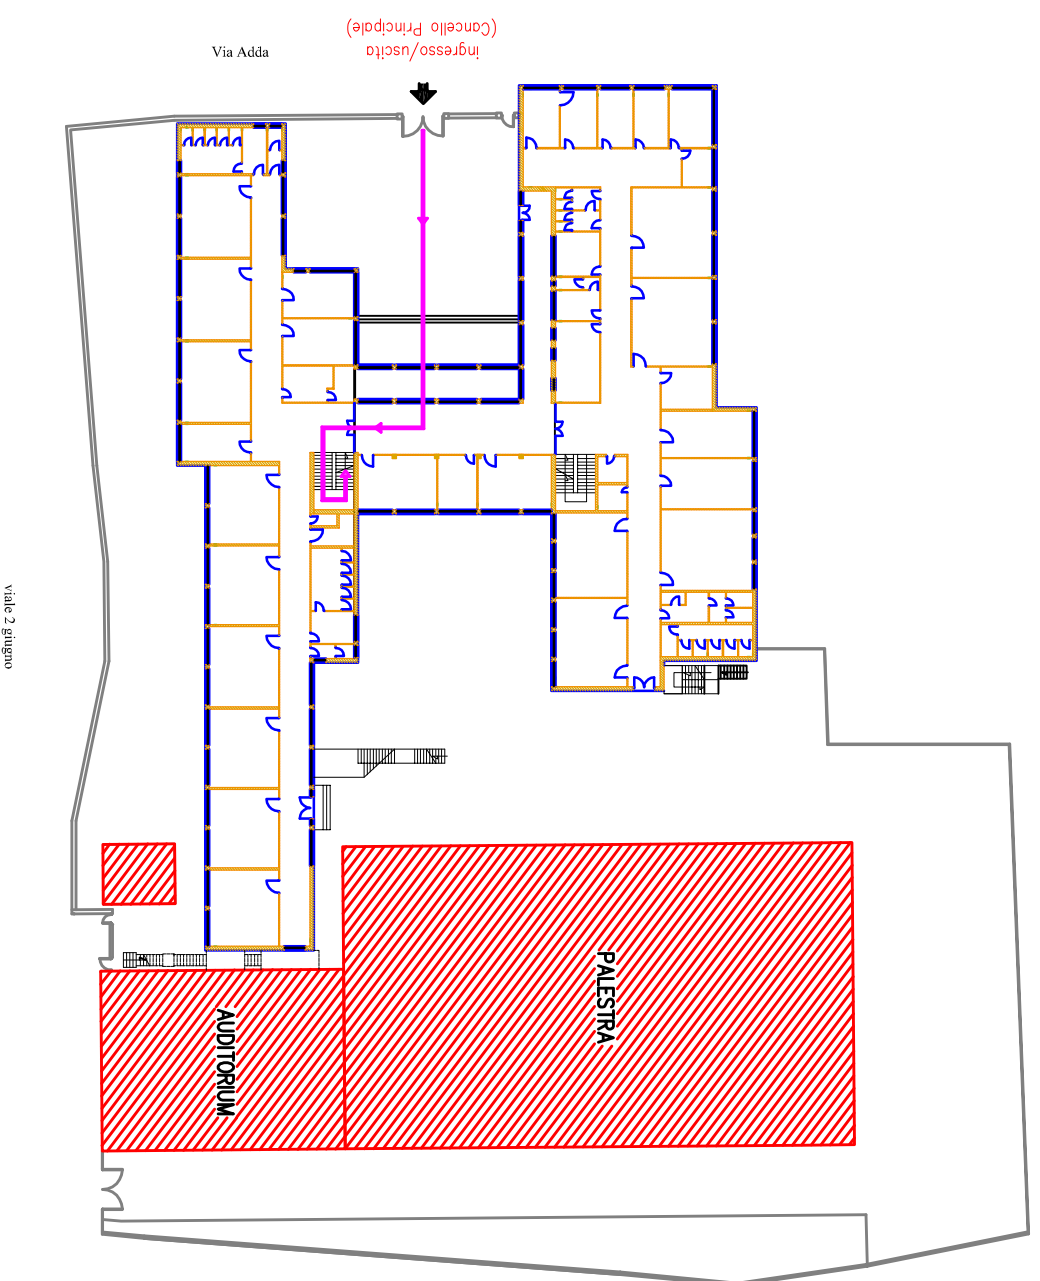 ingresso/uscita
(Cancello Principale)
Via Adda
viale 2 giugno
PALESTRA
AUDITORIUM